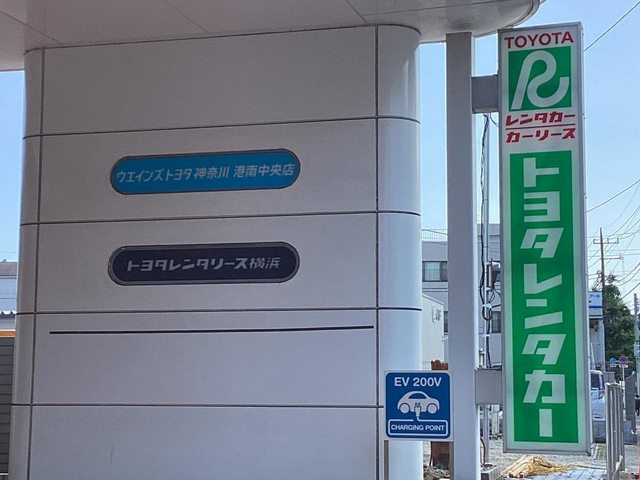 ウエインズトヨタ神奈川 港南中央店
トヨタレンタリース横浜
EV 200V
CHARGING POINT
TOYOTA
R
レンタカー
カーリース
トヨタレンタカー